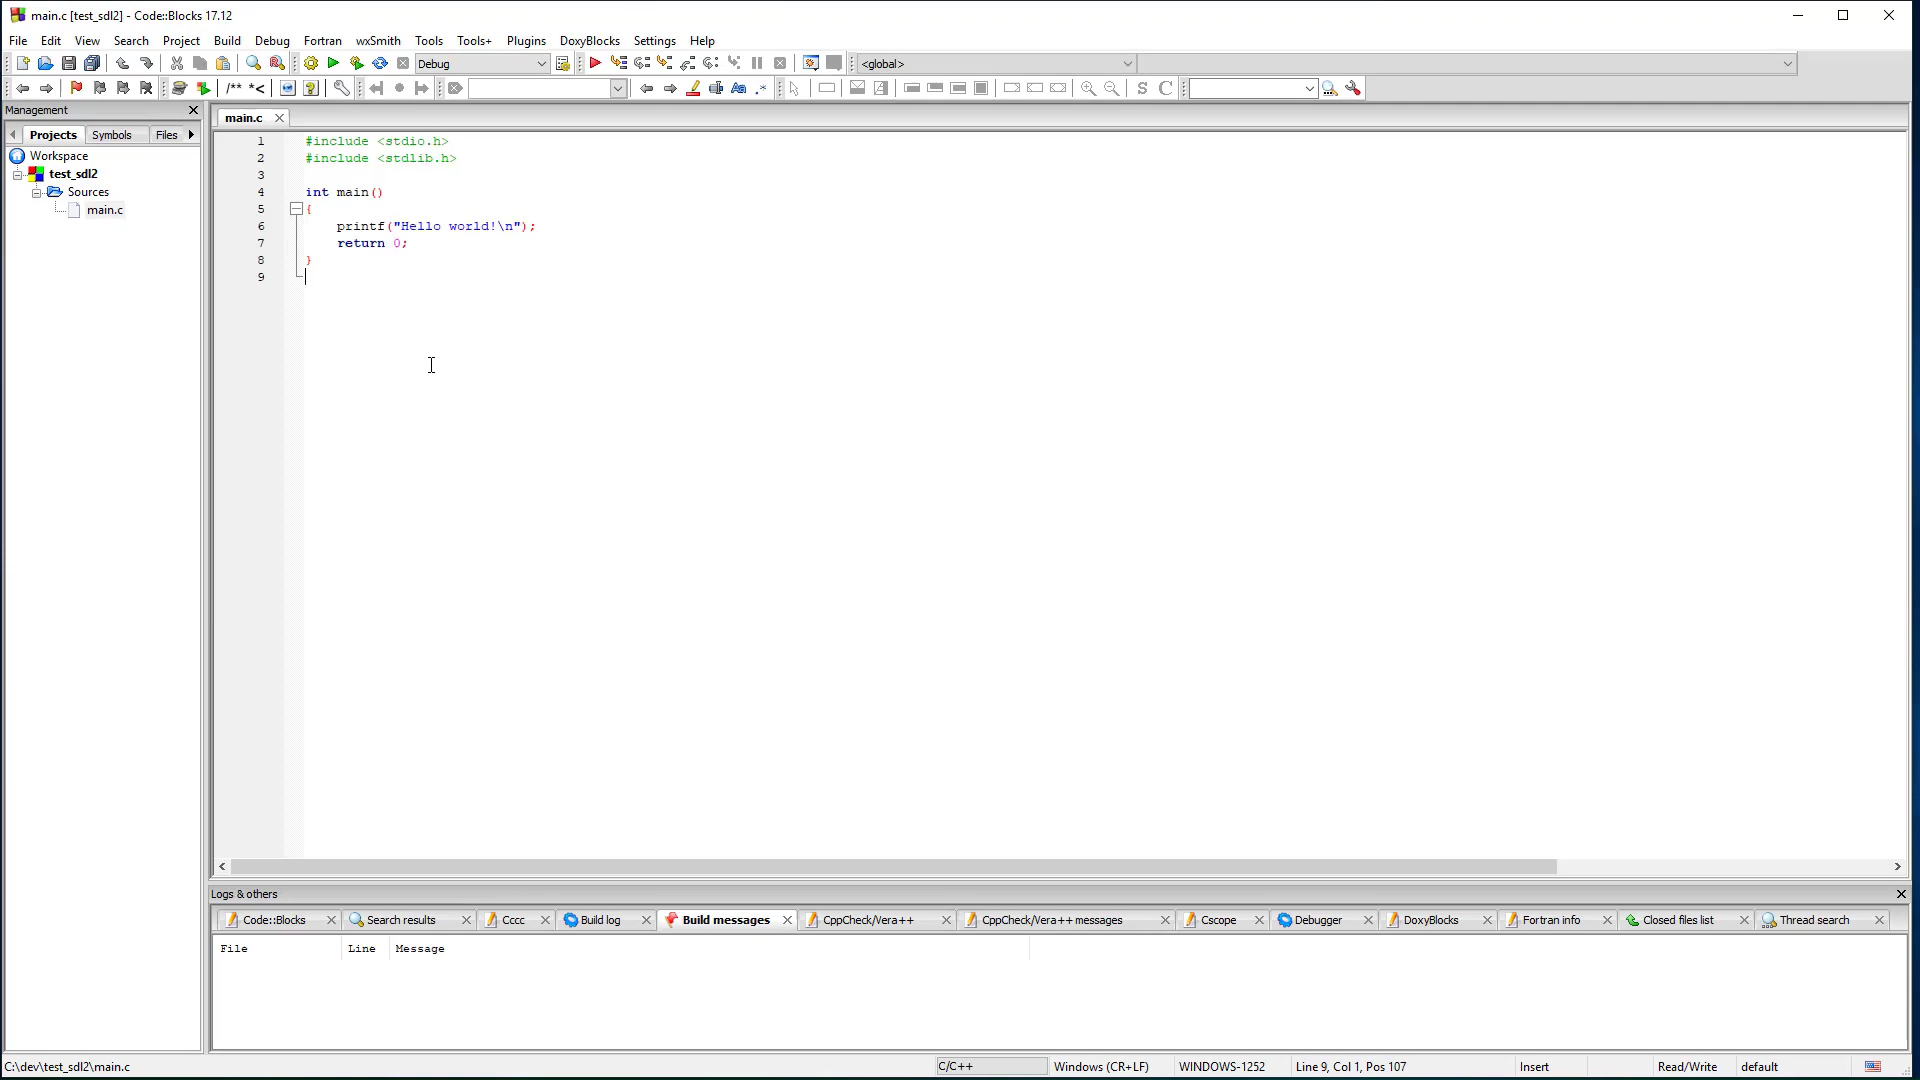 main.c [test_sdl2] - Code::Blocks 17.12
File Edit View Search Project Build Debug Fortran wxSmith Tools Tools+ Plugins DoxyBlocks Settings Help
Debug <global>
/** *<
Aa .* S C
Management
Projects Symbols Files
main.c
Workspace
test_sdl2
Sources
main.c
1 #include <stdio.h>
2 #include <stdlib.h>
3
4 int main()
5 {
6 printf("Hello world!\n");
7 return 0;
8 }
9
Logs & others
Code::Blocks Search results Cccc Build log Build messages CppCheck/Vera++ CppCheck/Vera++ messages Cscope Debugger DoxyBlocks Fortran info Closed files list Thread search
File Line Message
C:\dev\test_sdl2\main.c C/C++ Windows (CR+LF) WINDOWS-1252 Line 9, Col 1, Pos 107 Insert Read/Write default